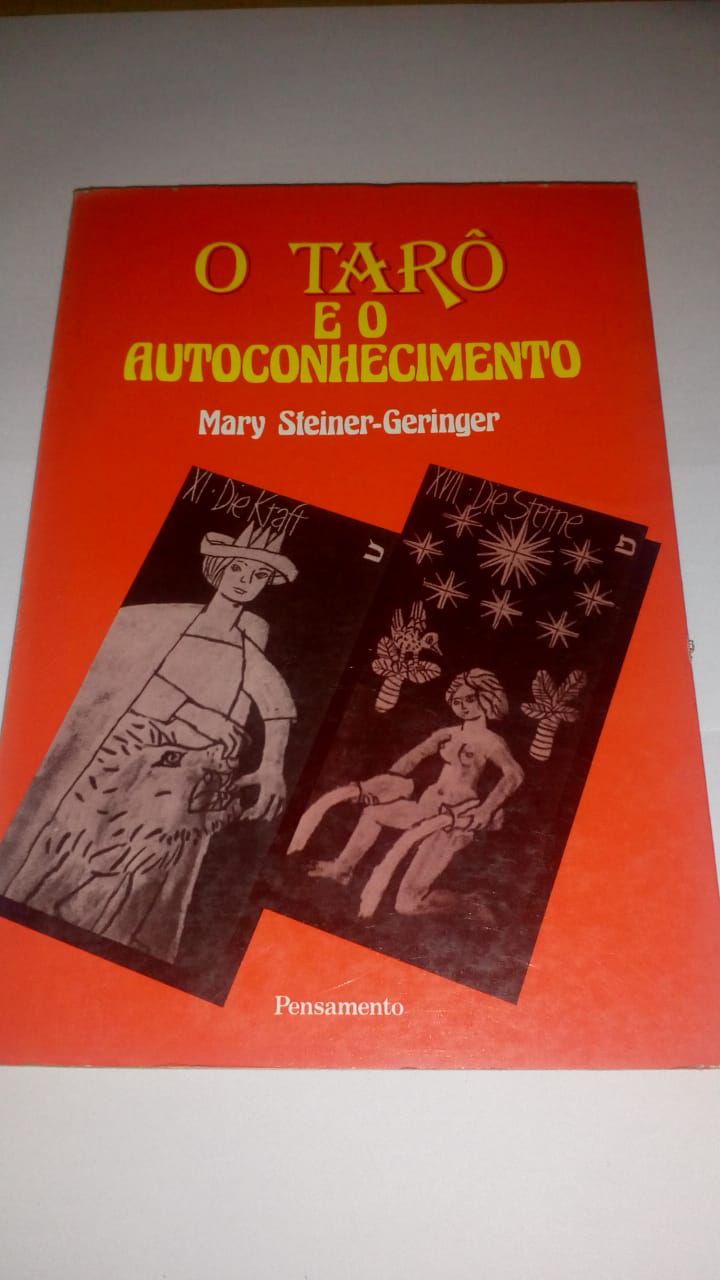 O TARÔ
E O
AUTOCONHECIMENTO
Mary Steiner-Geringer
XI · Die Kraft
XVII · Die Sterne
Pensamento